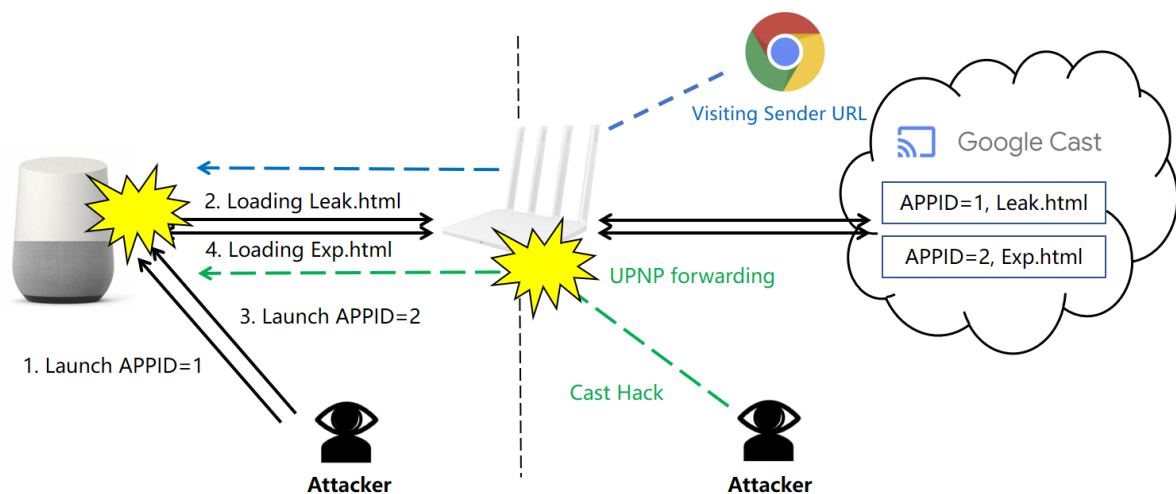 Visiting Sender URL
Google Cast
2. Loading Leak.html
APPID=1, Leak.html
4. Loading Exp.html
APPID=2, Exp.html
UPNP forwarding
3. Launch APPID=2
1. Launch APPID=1
Cast Hack
Attacker
Attacker